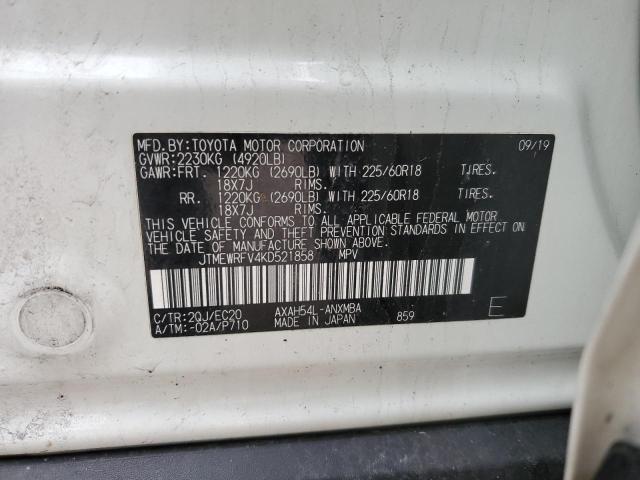 MFD.BY:TOYOTA MOTOR CORPORATION 09/19
GVWR:2230KG (4920LB)
GAWR:FRT. 1220KG (2690LB) WITH 225/60R18 TIRES.
18X7J RIMS.
RR. 1220KG (2690LB) WITH 225/60R18 TIRES.
18X7J RIMS.
THIS VEHICLE CONFORMS TO ALL APPLICABLE FEDERAL MOTOR
VEHICLE SAFETY AND THEFT PREVENTION STANDARDS IN EFFECT
ON THE DATE OF MANUFACTURE SHOWN ABOVE.
JTMEWRFV4KD521858 MPV
C/TR:2QJ/EC20 AXAH54L-ANXMBA
A/TM:-02A/P710 MADE IN JAPAN 859
E